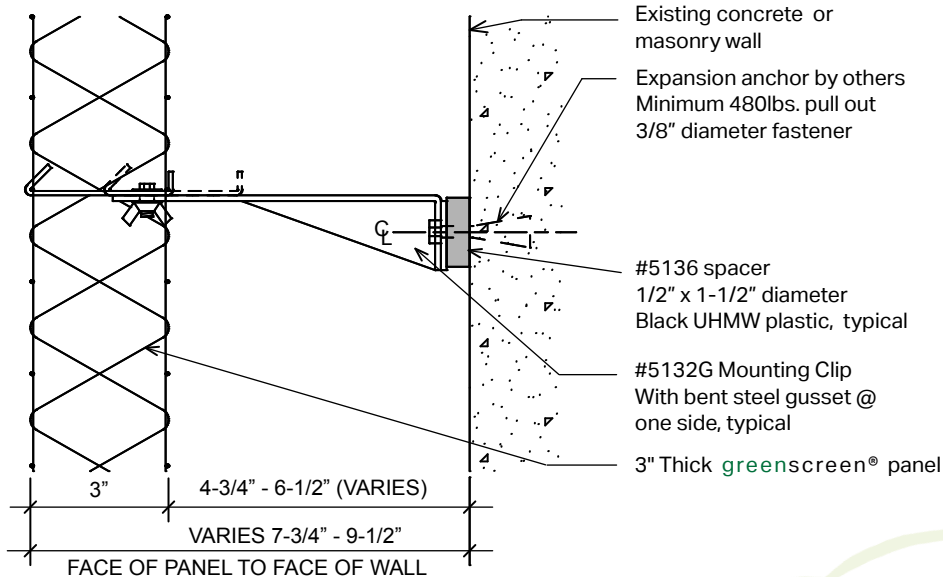 Existing concrete or
masonry wall
Expansion anchor by others
Minimum 480lbs. pull out
3/8” diameter fastener
℄
#5136 spacer
1/2” x 1-1/2” diameter
Black UHMW plastic, typical
#5132G Mounting Clip
With bent steel gusset @
one side, typical
3" Thick greenscreen® panel
3”
4-3/4” - 6-1/2” (VARIES)
VARIES 7-3/4” - 9-1/2”
FACE OF PANEL TO FACE OF WALL